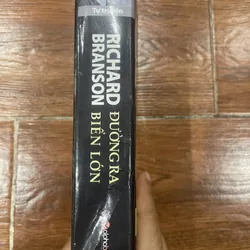 Tự truyện
RICHARD
BRANSON
ĐƯỜNG RA
BIỂN LỚN